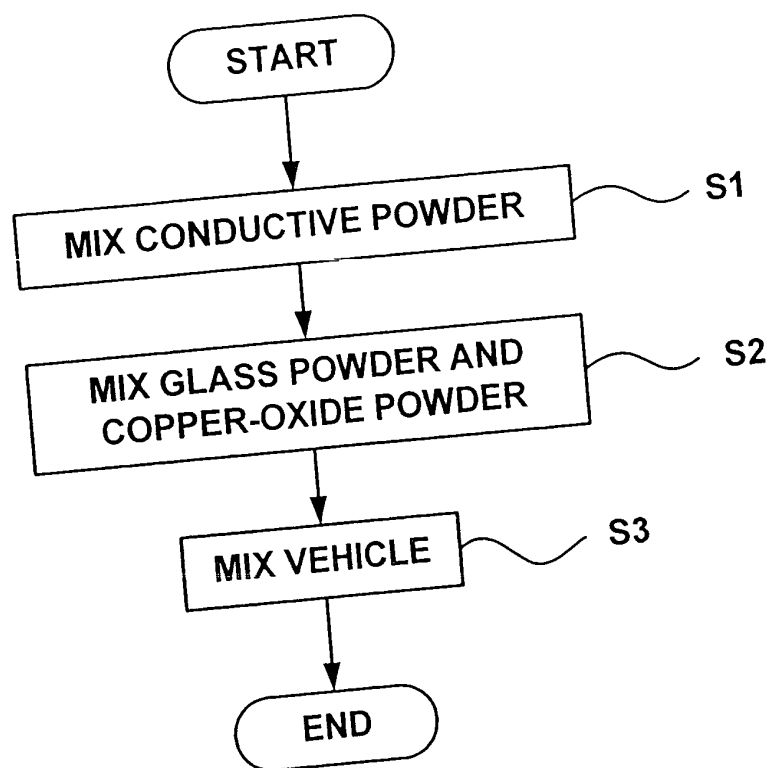 START
MIX CONDUCTIVE POWDER
S1
MIX GLASS POWDER AND
COPPER-OXIDE POWDER
S2
MIX VEHICLE
S3
END